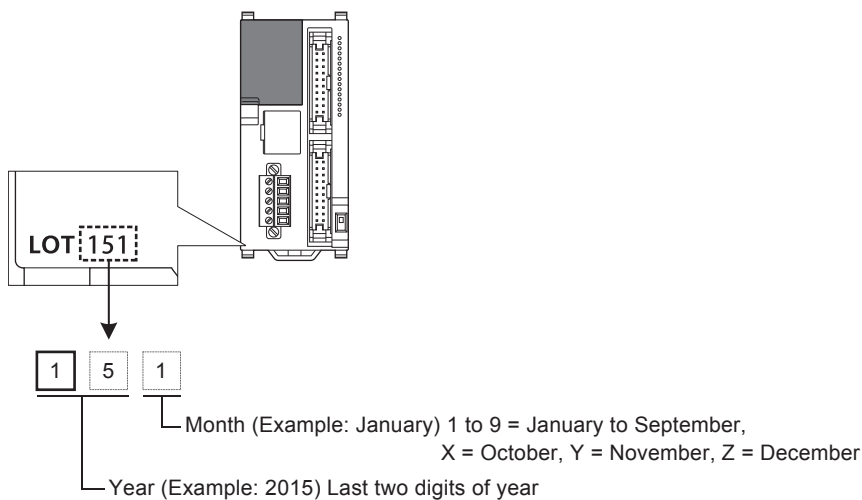 LOT 151
1 5 1
Month (Example: January) 1 to 9 = January to September,
X = October, Y = November, Z = December
Year (Example: 2015) Last two digits of year